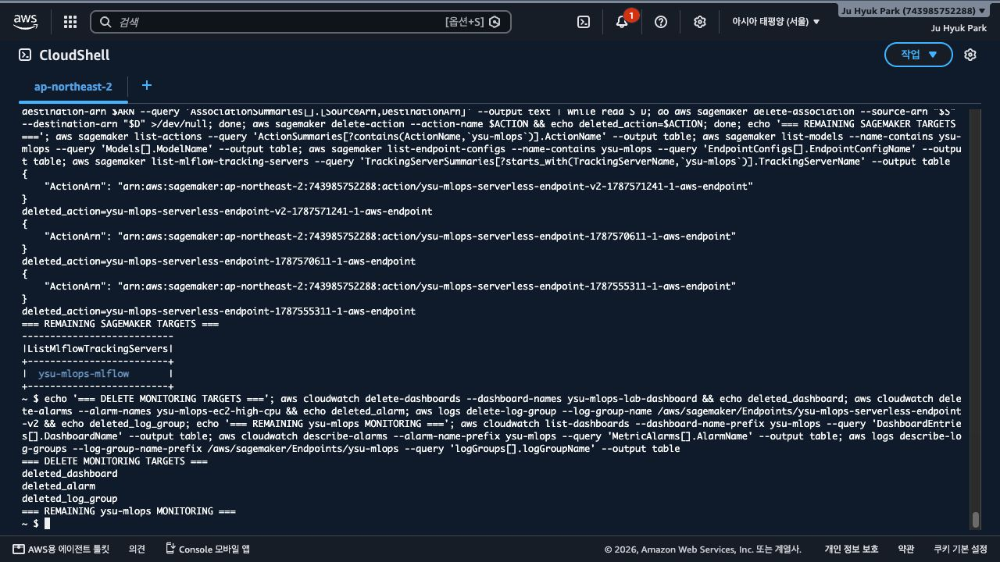 aws
검색
[옵션+S]
1
아시아 태평양 (서울) ▼
Ju Hyuk Park (743985752288) ▼
Ju Hyuk Park
CloudShell
작업 ▼
ap-northeast-2
+
destination-arn $ARN --query 'AssociationSummaries[].[SourceArn,DestinationArn]' --output text | while read S D; do aws sagemaker delete-association --source-arn "$S"
--destination-arn "$D" >/dev/null; done; aws sagemaker delete-action --action-name $ACTION && echo deleted_action=$ACTION; done; echo '=== REMAINING SAGEMAKER TARGETS
==='; aws sagemaker list-actions --query 'ActionSummaries[?contains(ActionName,`ysu-mlops`)].ActionName' --output table; aws sagemaker list-models --name-contains ysu-
mlops --query 'Models[].ModelName' --output table; aws sagemaker list-endpoint-configs --name-contains ysu-mlops --query 'EndpointConfigs[].EndpointConfigName' --outpu
t table; aws sagemaker list-mlflow-tracking-servers --query 'TrackingServerSummaries[?starts_with(TrackingServerName,`ysu-mlops`)].TrackingServerName' --output table
{
"ActionArn": "arn:aws:sagemaker:ap-northeast-2:743985752288:action/ysu-mlops-serverless-endpoint-v2-1787571241-1-aws-endpoint"
}
deleted_action=ysu-mlops-serverless-endpoint-v2-1787571241-1-aws-endpoint
{
"ActionArn": "arn:aws:sagemaker:ap-northeast-2:743985752288:action/ysu-mlops-serverless-endpoint-1787570611-1-aws-endpoint"
}
deleted_action=ysu-mlops-serverless-endpoint-1787570611-1-aws-endpoint
{
"ActionArn": "arn:aws:sagemaker:ap-northeast-2:743985752288:action/ysu-mlops-serverless-endpoint-1787555311-1-aws-endpoint"
}
deleted_action=ysu-mlops-serverless-endpoint-1787555311-1-aws-endpoint
=== REMAINING SAGEMAKER TARGETS ===
---------------------------
|ListMlflowTrackingServers|
+-------------------------+
|  ysu-mlops-mlflow       |
+-------------------------+
~ $ echo '=== DELETE MONITORING TARGETS ==='; aws cloudwatch delete-dashboards --dashboard-names ysu-mlops-lab-dashboard && echo deleted_dashboard; aws cloudwatch dele
te-alarms --alarm-names ysu-mlops-ec2-high-cpu && echo deleted_alarm; aws logs delete-log-group --log-group-name /aws/sagemaker/Endpoints/ysu-mlops-serverless-endpoint
-v2 && echo deleted_log_group; echo '=== REMAINING ysu-mlops MONITORING ==='; aws cloudwatch list-dashboards --dashboard-name-prefix ysu-mlops --query 'DashboardEntrie
s[].DashboardName' --output table; aws cloudwatch describe-alarms --alarm-name-prefix ysu-mlops --query 'MetricAlarms[].AlarmName' --output table; aws logs describe-lo
g-groups --log-group-name-prefix /aws/sagemaker/Endpoints/ysu-mlops --query 'logGroups[].logGroupName' --output table
=== DELETE MONITORING TARGETS ===
deleted_dashboard
deleted_alarm
deleted_log_group
=== REMAINING ysu-mlops MONITORING ===
~ $
AWS용 에이전트 툴킷
의견
Console 모바일 앱
© 2026, Amazon Web Services, Inc. 또는 계열사.
개인 정보 보호
약관
쿠키 기본 설정